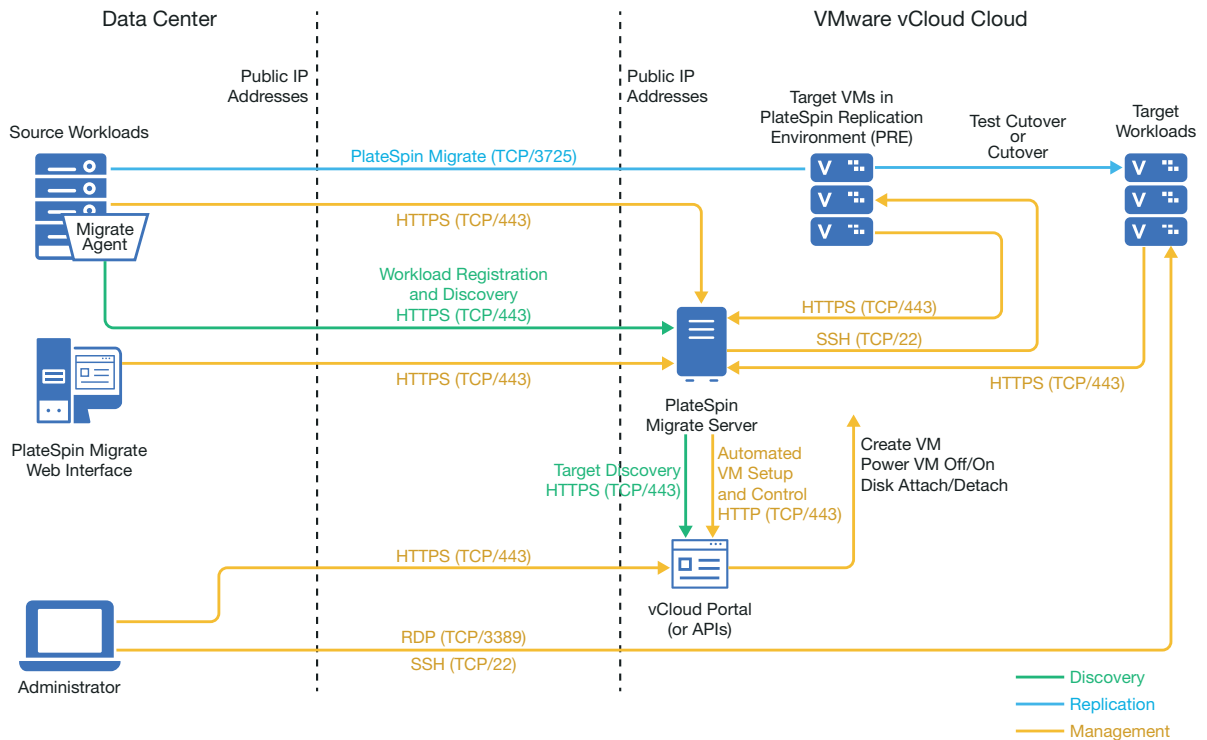 Data Center
VMware vCloud Cloud
Public IP
Addresses
Public IP
Addresses
Source Workloads
Target VMs in
PlateSpin Replication
Environment (PRE)
Test Cutover
or
Cutover
Target
Workloads
PlateSpin Migrate (TCP/3725)
V
V
V
V
V
V
HTTPS (TCP/443)
Migrate
Agent
Workload Registration
and Discovery
HTTPS (TCP/443)
HTTPS (TCP/443)
SSH (TCP/22)
HTTPS (TCP/443)
HTTPS (TCP/443)
PlateSpin
Migrate Server
PlateSpin Migrate
Web Interface
Target Discovery
HTTPS (TCP/443)
Automated
VM Setup
and Control
HTTP (TCP/443)
Create VM
Power VM Off/On
Disk Attach/Detach
HTTPS (TCP/443)
vCloud Portal
(or APIs)
RDP (TCP/3389)
SSH (TCP/22)
Administrator
Discovery
Replication
Management